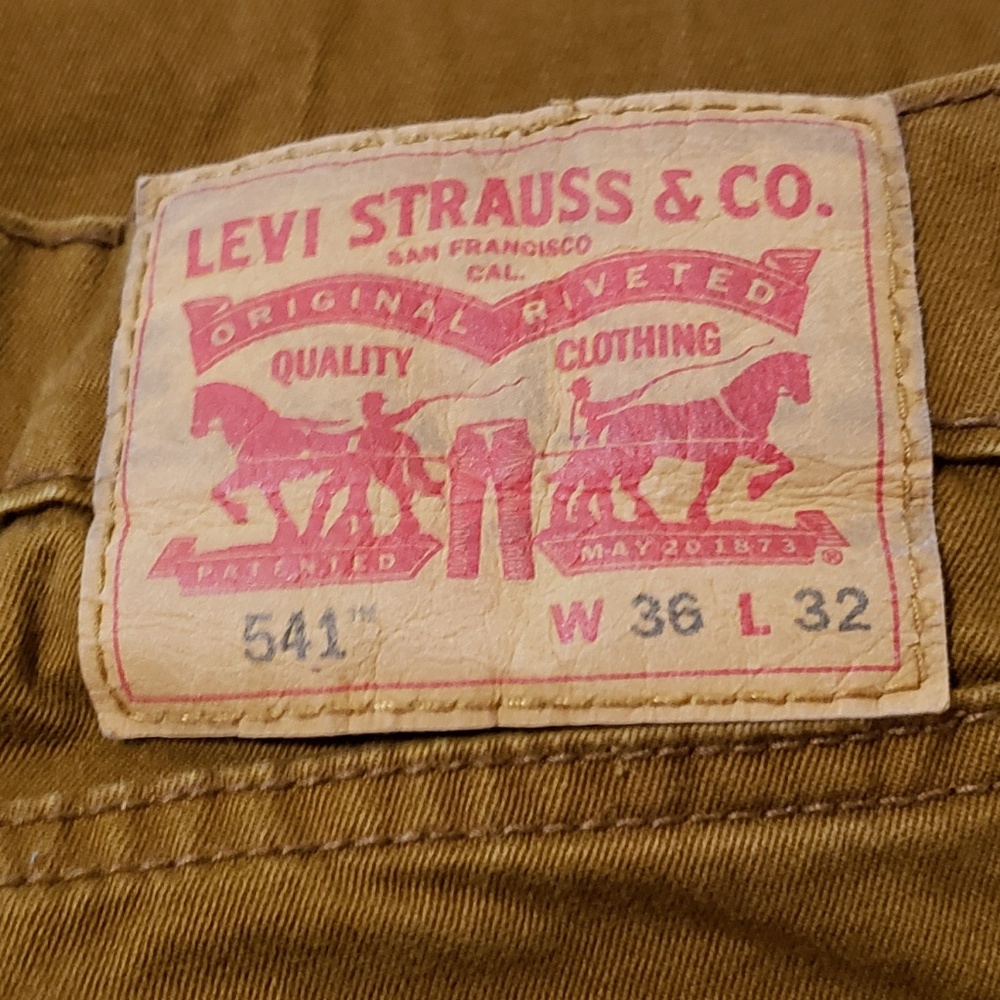 LEVI STRAUSS & CO.
SAN FRANCISCO
CAL.
ORIGINAL RIVETED
QUALITY CLOTHING
PATENTED MAY 20 1873 ®
541™ W 36 L 32